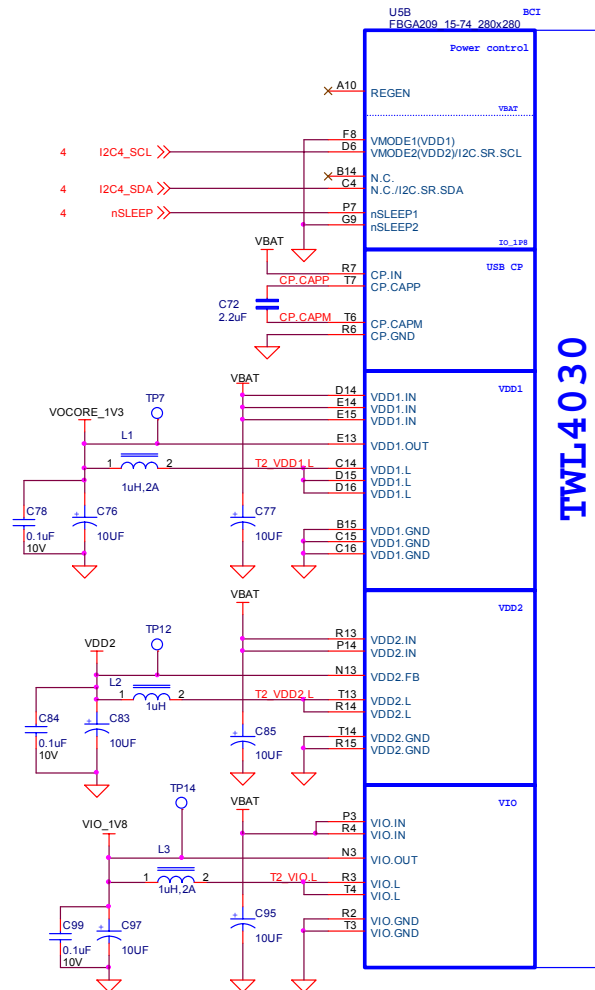 U5B BCI
FBGA209 15-74_280x280
Power control
A10 REGEN
VBAT
F8 VMODE1(VDD1)
4 I2C4_SCL D6 VMODE2(VDD2)/I2C.SR.SCL
B14 N.C.
4 I2C4_SDA C4 N.C./I2C.SR.SDA
4 nSLEEP P7 nSLEEP1
G9 nSLEEP2
IO_1P8
VBAT USB CP
R7 CP.IN
CP.CAPP T7 CP.CAPP
C72
2.2uF
CP.CAPM T6 CP.CAPM
R6 CP.GND
TWL4030
VBAT VDD1
D14 VDD1.IN
E14 VDD1.IN
E15 VDD1.IN
TP7
VOCORE_1V3
E13 VDD1.OUT
L1
1 2 T2_VDD1.L C14 VDD1.L
1uH,2A D15 VDD1.L
D16 VDD1.L
C78 C76 C77
0.1uF 10UF 10UF
10V
B15 VDD1.GND
C15 VDD1.GND
C16 VDD1.GND
VBAT VDD2
TP12
R13 VDD2.IN
P14 VDD2.IN
VDD2
N13 VDD2.FB
L2
1 2 T2_VDD2.L T13 VDD2.L
1uH R14 VDD2.L
C84 C83 C85
0.1uF 10UF 10UF
10V
T14 VDD2.GND
R15 VDD2.GND
TP14
VBAT VIO
P3 VIO.IN
R4 VIO.IN
VIO_1V8
N3 VIO.OUT
L3
1 2 T2_VIO.L R3 VIO.L
1uH,2A T4 VIO.L
C99 C97 C95
0.1uF 10UF 10UF
10V
R2 VIO.GND
T3 VIO.GND